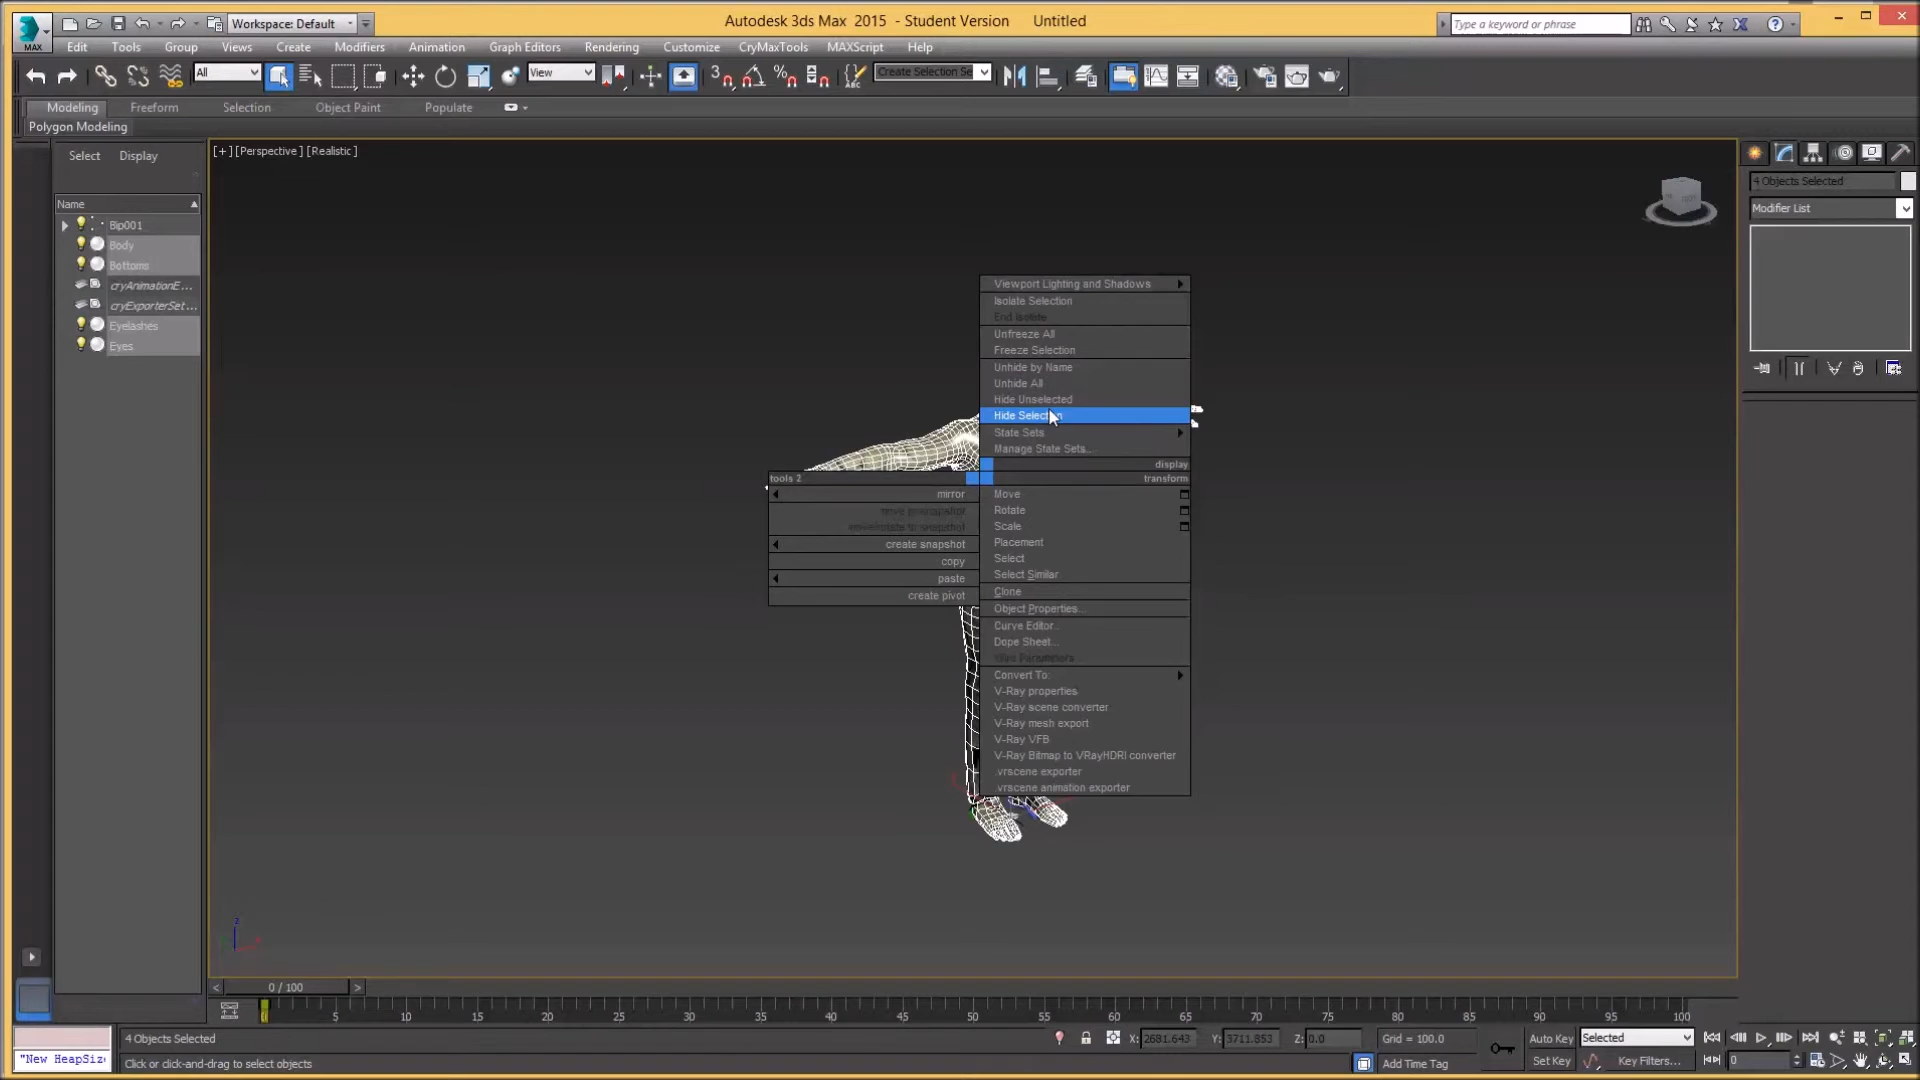 Workspace: Default
Autodesk 3ds Max 2015 - Student Version Untitled
Type a keyword or phrase
MAX
Edit Tools Group Views Create Modifiers Animation Graph Editors Rendering Customize CryMaxTools MAXScript Help
All View Create Selection Se
Modeling Freeform Selection Object Paint Populate
Polygon Modeling
Select Display
[+] [Perspective] [Realistic]
4 Objects Selected
Modifier List
Name
Bip001
Body
Bottoms
cryAnimationE...
cryExporterSet...
Eyelashes
Eyes
Viewport Lighting and Shadows
Isolate Selection
End Isolate
Unfreeze All
Freeze Selection
Unhide by Name
Unhide All
Hide Unselected
Hide Selection
State Sets
Manage State Sets...
display
tools 2
transform
mirror
create snapshot
copy
paste
create pivot
Move
Rotate
Scale
Placement
Select
Select Similar
Clone
Object Properties...
Curve Editor...
Dope Sheet...
Convert To:
V-Ray properties
V-Ray scene converter
V-Ray mesh export
V-Ray VFB
V-Ray Bitmap to VRayHDRI converter
.vrscene exporter
.vrscene animation exporter
z
0 / 100
5 10 15 20 25 30 35 40 45 50 55 60 65 70 75 80 85 90 95 100
4 Objects Selected X: 2681.643 Y: 3711.853 Z: 0.0 Grid = 100.0 Auto Key Selected
"New HeapSiz Click or click-and-drag to select objects Add Time Tag Set Key Key Filters... 0